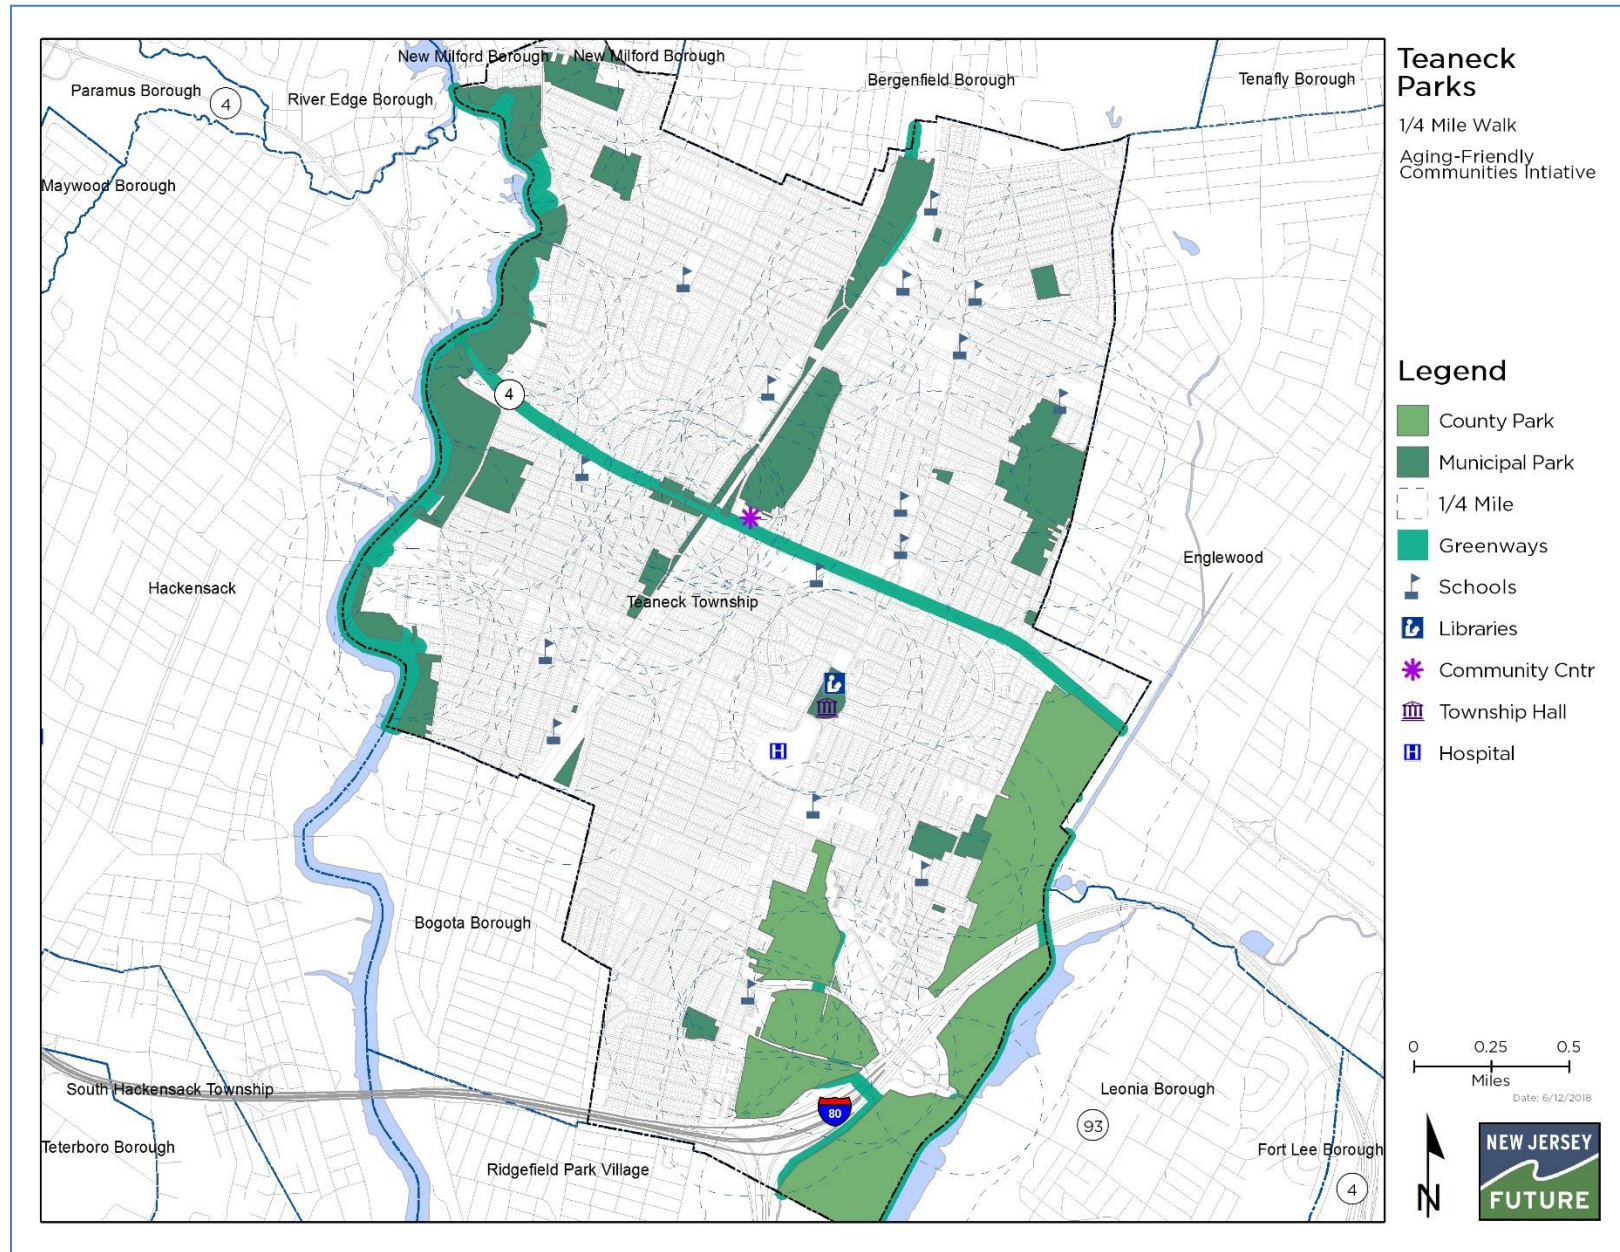 New Milford Borough
New Milford Borough
Paramus Borough
4
River Edge Borough
Bergenfield Borough
Tenafly Borough
Maywood Borough
4
Hackensack
Englewood
Teaneck Township
H
Bogota Borough
South Hackensack Township
Leonia Borough
80
93
Teterboro Borough
Ridgefield Park Village
Fort Lee Borough
4
Teaneck
Parks
1/4 Mile Walk
Aging-Friendly
Communities Intiative
Legend
County Park
Municipal Park
1/4 Mile
Greenways
Schools
Libraries
Community Cntr
Township Hall
H Hospital
0 0.25 0.5
Miles
Date: 6/12/2018
N
NEW JERSEY
FUTURE